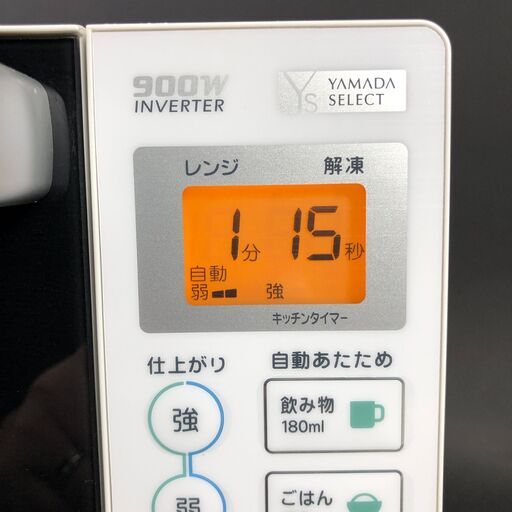 900W
INVERTER
YS YAMADA
SELECT
レンジ 解凍
1分 15秒
自動
弱 強
キッチンタイマー
仕上がり 自動あたため
強
飲み物
180ml
弱
ごはん